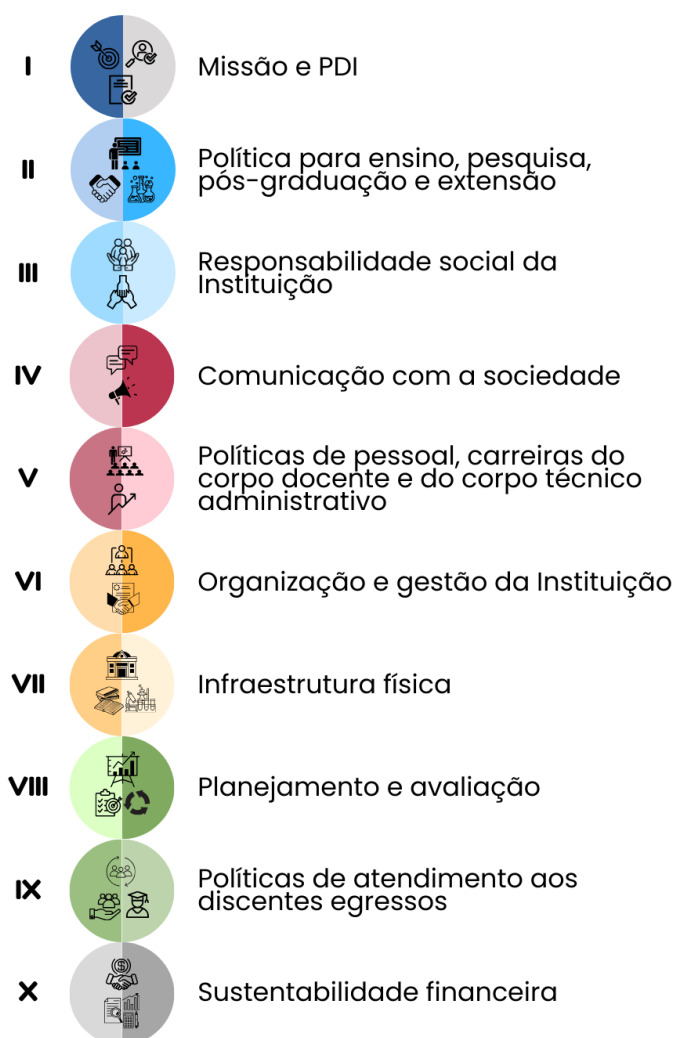 I
Missão e PDI
II
Política para ensino, pesquisa,
pós-graduação e extensão
III
Responsabilidade social da
Instituição
IV
Comunicação com a sociedade
V
Políticas de pessoal, carreiras do
corpo docente e do corpo técnico
administrativo
VI
Organização e gestão da Instituição
VII
Infraestrutura física
VIII
Planejamento e avaliação
IX
Políticas de atendimento aos
discentes egressos
X
Sustentabilidade financeira